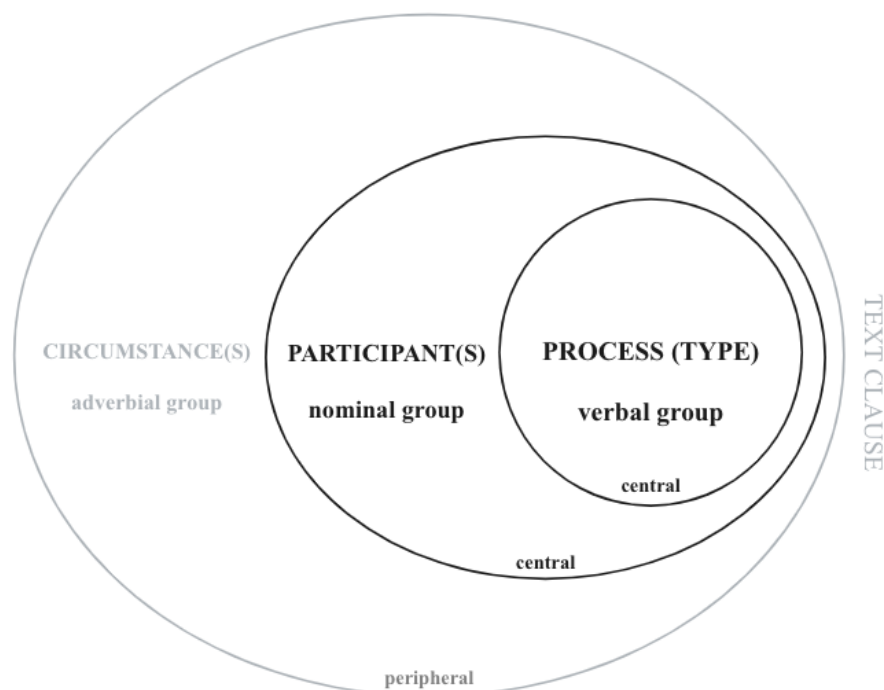 CIRCUMSTANCE(S)
adverbial group
PARTICIPANT(S)
nominal group
central
PROCESS (TYPE)
verbal group
central
peripheral
TEXT CLAUSE